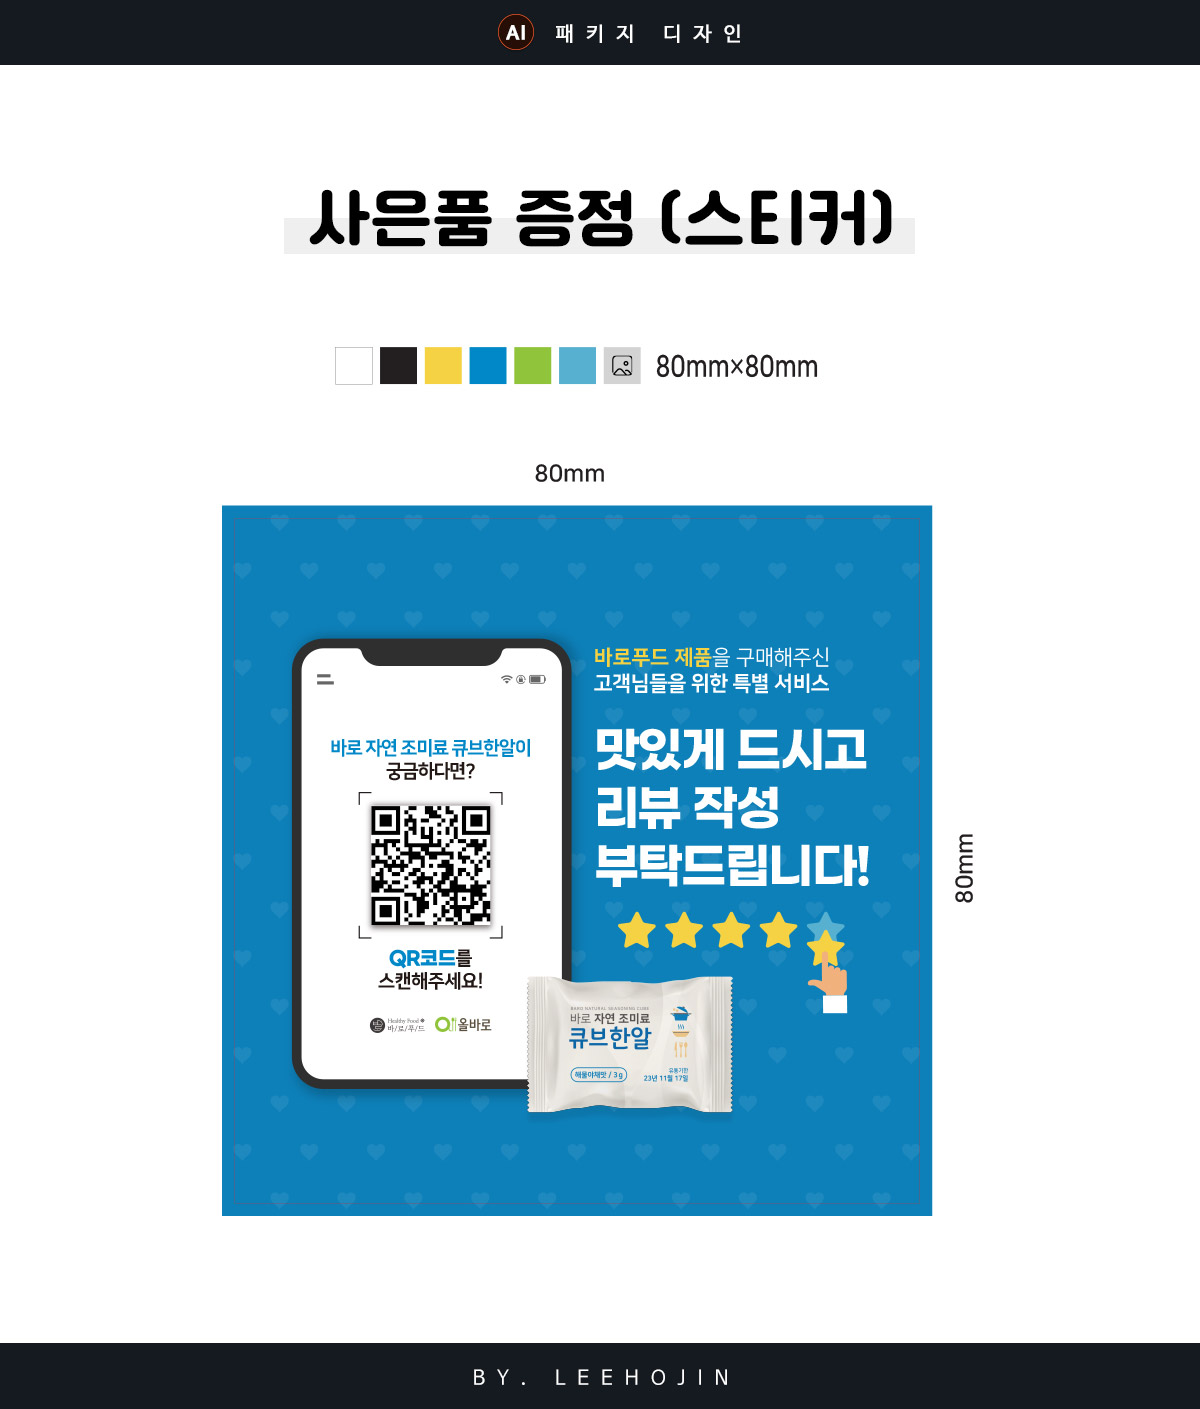 AI 패키지 디자인
사은품 증정 (스티커)
80mm×80mm
80mm
바로푸드 제품을 구매해주신
고객님들을 위한 특별 서비스
맛있게 드시고
리뷰 작성
부탁드립니다!
80mm
바로 자연 조미료 큐브한알이
궁금하다면?
QR코드를
스캔해주세요!
Healthy Food
바/로/푸/드
올바로
BARO NATURAL SEASONING CUBE
바로 자연 조미료
큐브한알
해물야채맛 / 3g
유통기한
23년 11월 17일
BY. LEEHOJIN